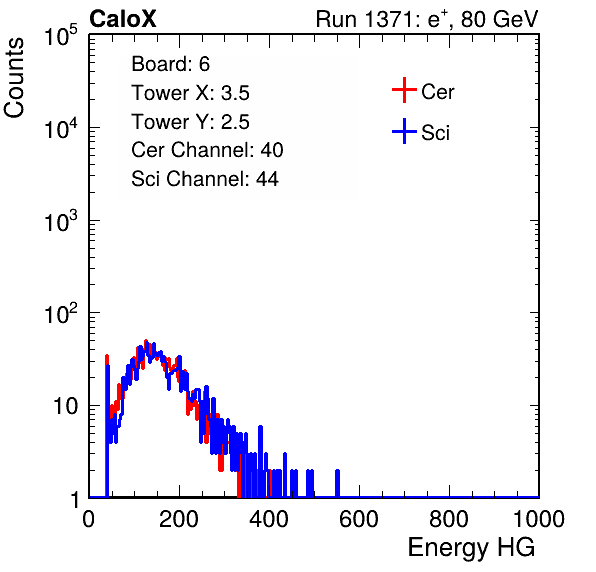 CaloX Run 1371: e⁺, 80 GeV
Counts
10⁵
10⁴
10³
10²
10
1
Board: 6
Tower X: 3.5
Tower Y: 2.5
Cer Channel: 40
Sci Channel: 44
Cer
Sci
0 200 400 600 800 1000
Energy HG